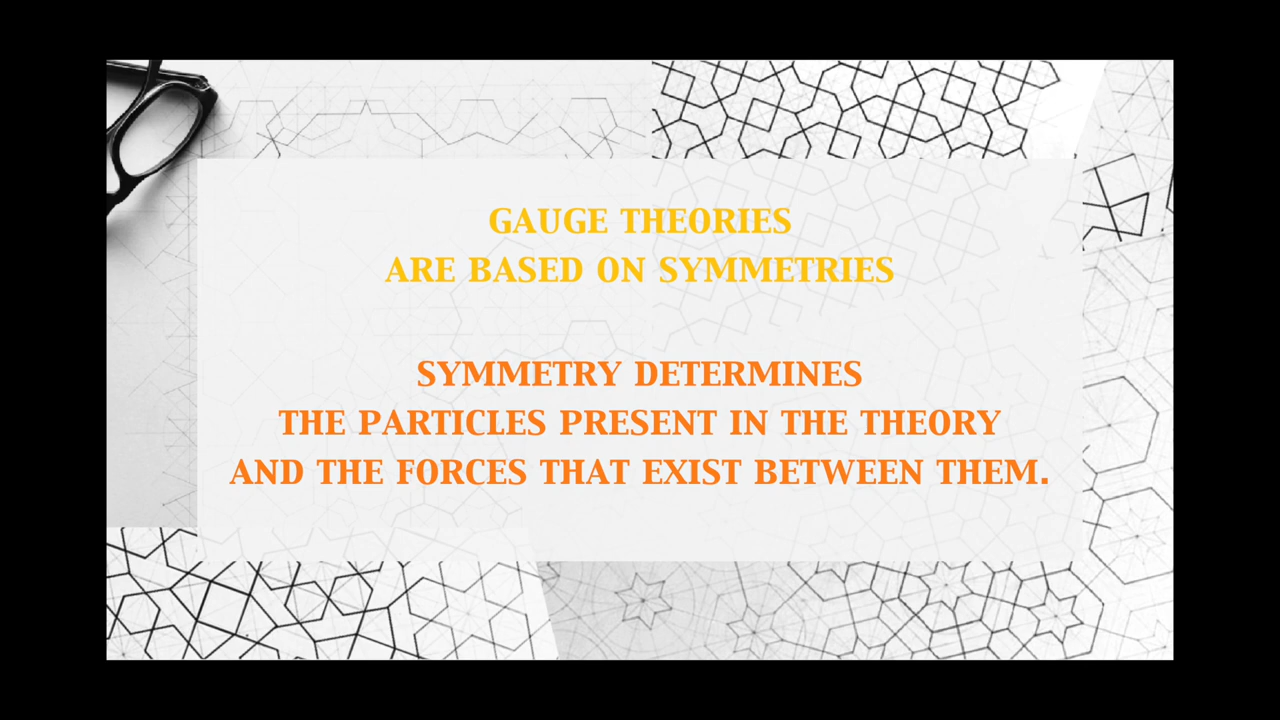 GAUGE THEORIES
ARE BASED ON SYMMETRIES
SYMMETRY DETERMINES
THE PARTICLES PRESENT IN THE THEORY
AND THE FORCES THAT EXIST BETWEEN THEM.